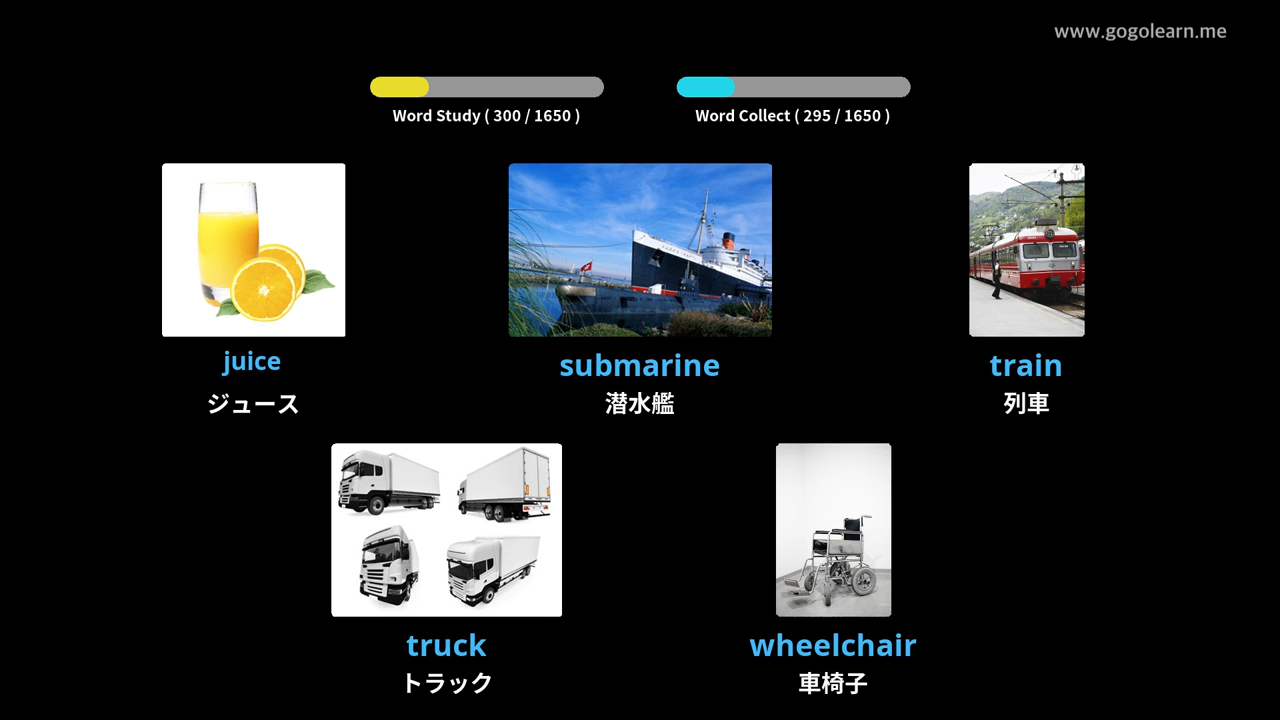 www.gogolearn.me
Word Study ( 300 / 1650 )
Word Collect ( 295 / 1650 )
juice
ジュース
submarine
潜水艦
train
列車
truck
トラック
wheelchair
車椅子